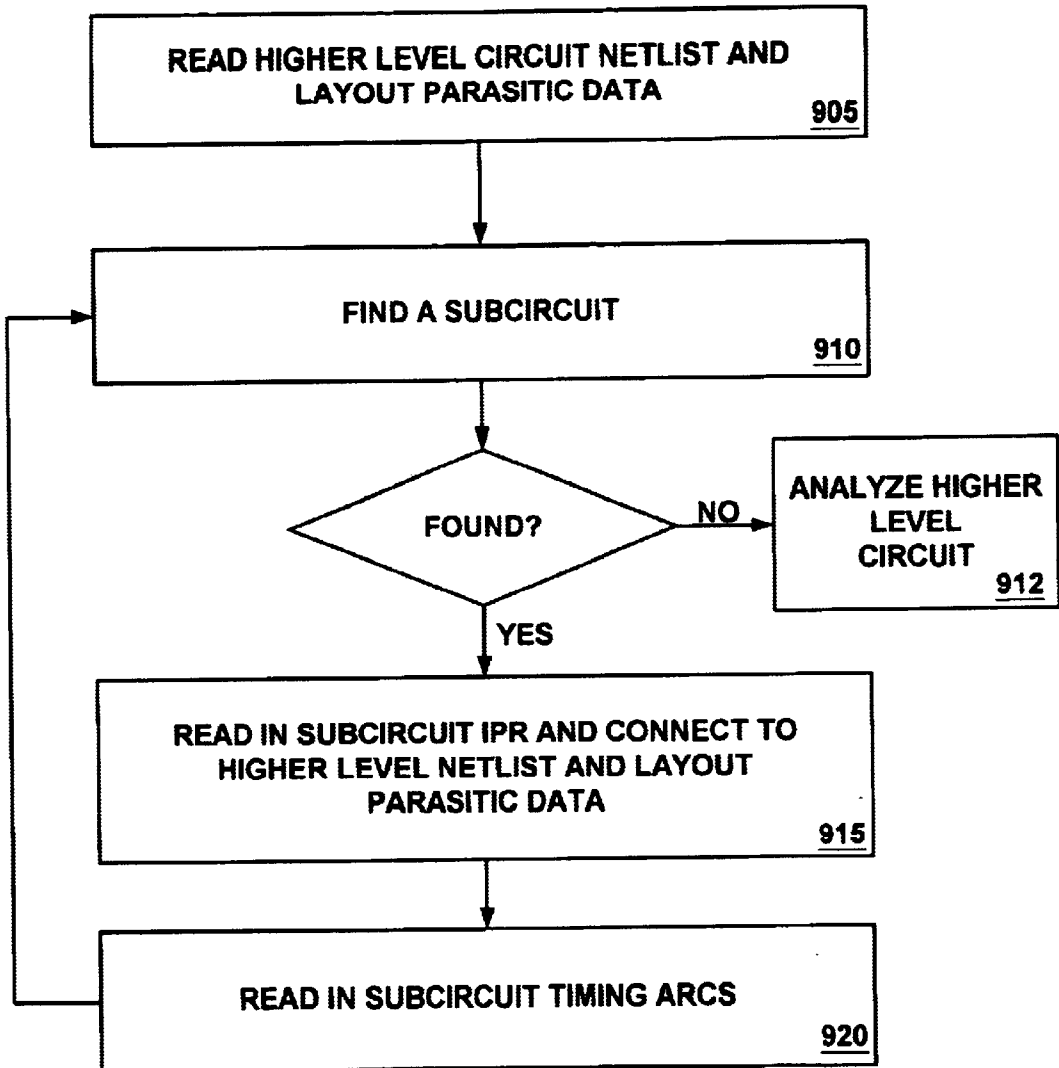 READ HIGHER LEVEL CIRCUIT NETLIST AND
LAYOUT PARASITIC DATA
905
FIND A SUBCIRCUIT
910
FOUND?
NO
ANALYZE HIGHER
LEVEL
CIRCUIT
912
YES
READ IN SUBCIRCUIT IPR AND CONNECT TO
HIGHER LEVEL NETLIST AND LAYOUT
PARASITIC DATA
915
READ IN SUBCIRCUIT TIMING ARCS
920